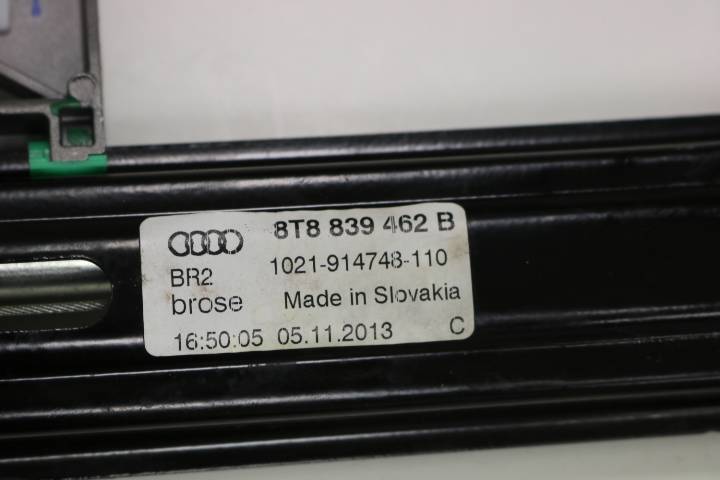 8T8 839 462 B
BR2 1021-914748-110
brose Made in Slovakia
16:50:05 05.11.2013 C